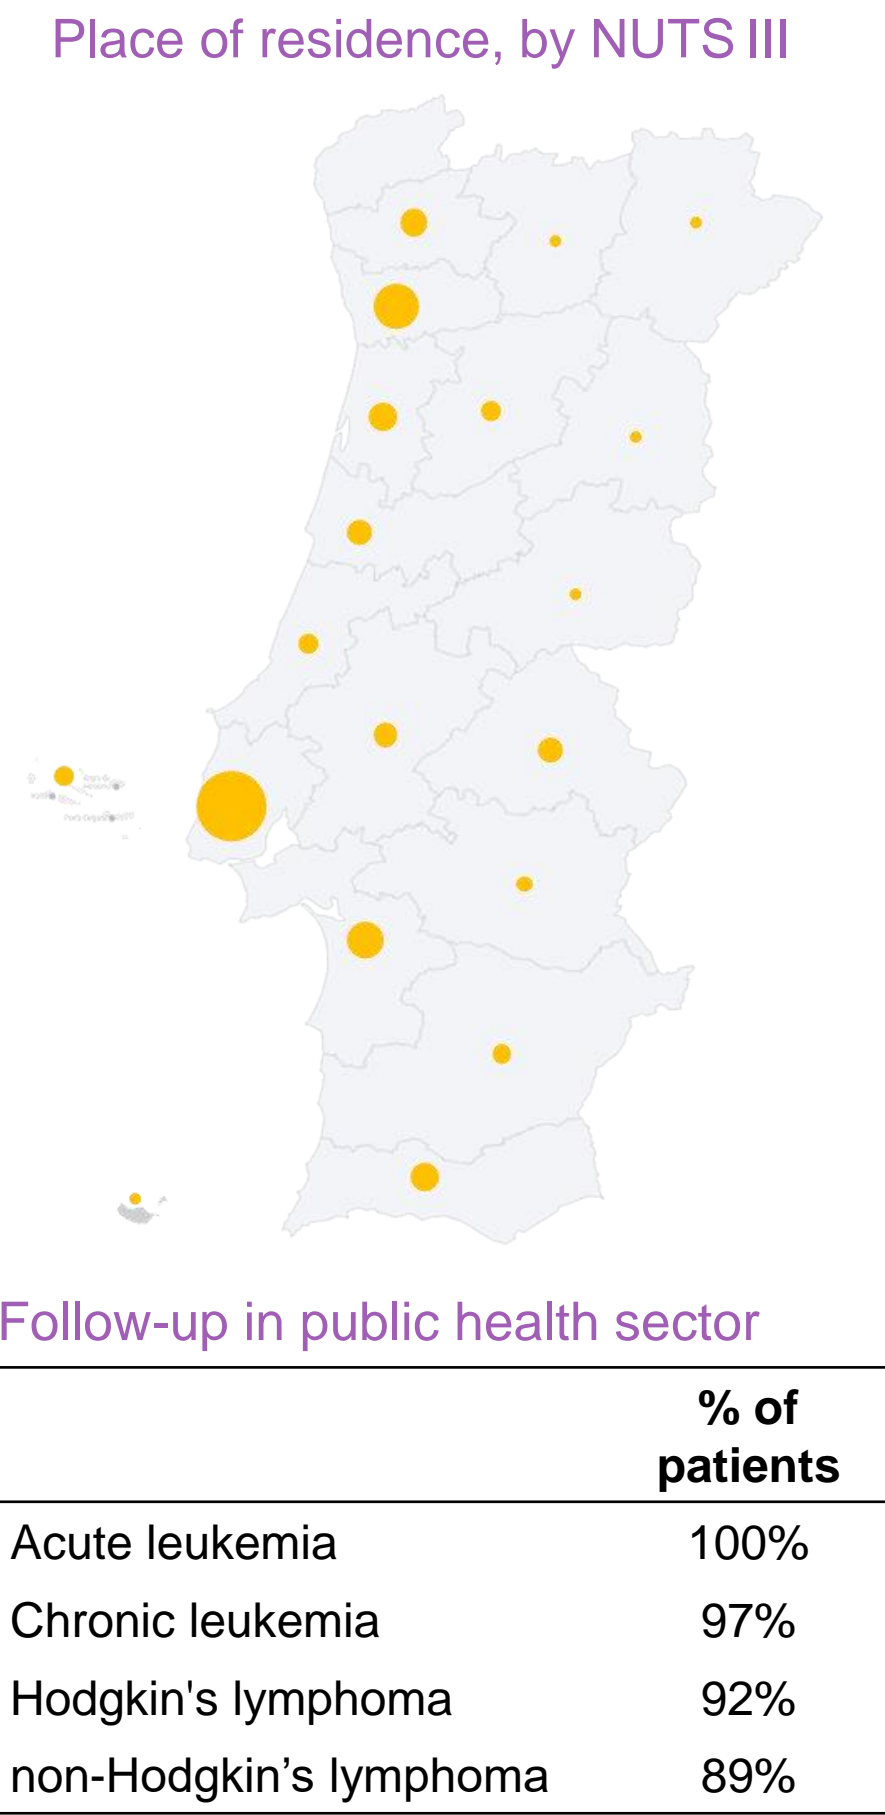 Place of residence, by NUTS III
Follow-up in public health sector
% of
patients
Acute leukemia 100%
Chronic leukemia 97%
Hodgkin's lymphoma 92%
non-Hodgkin’s lymphoma 89%